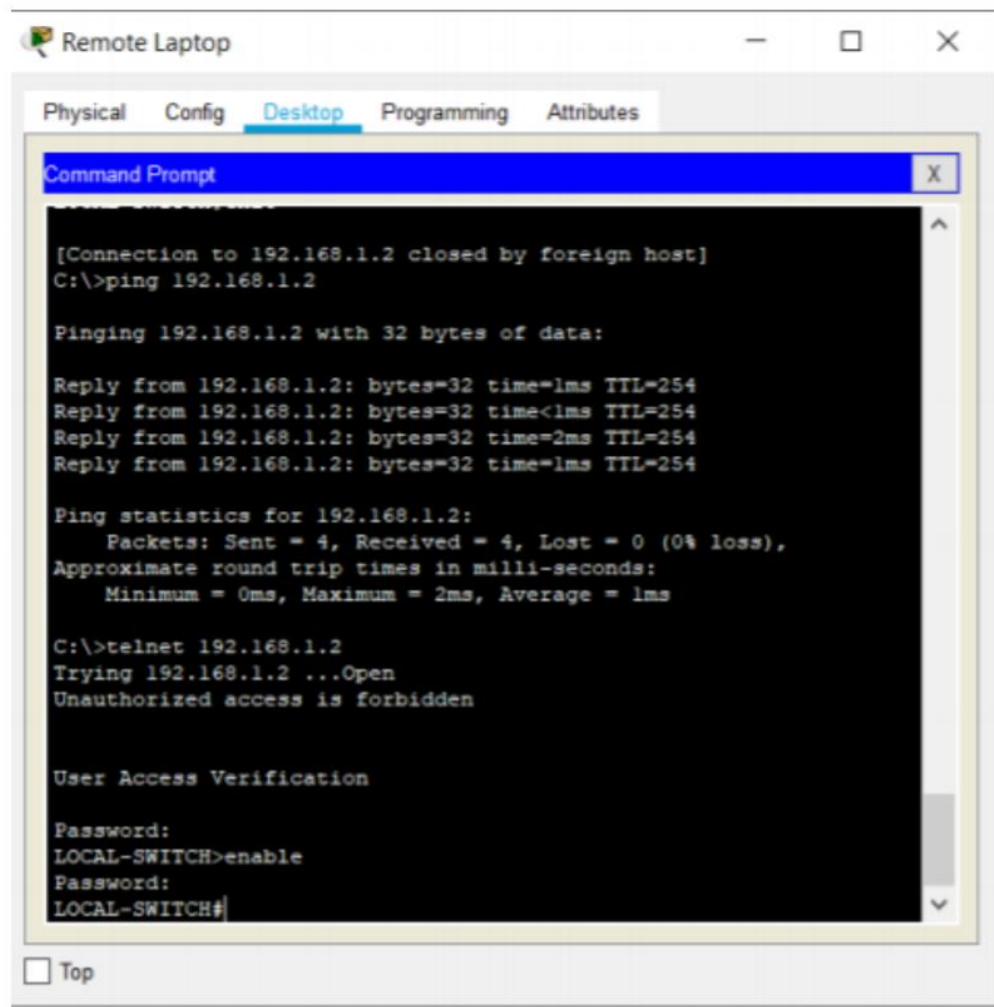 Remote Laptop
Physical Config Desktop Programming Attributes
Command Prompt X
[Connection to 192.168.1.2 closed by foreign host]
C:\>ping 192.168.1.2
Pinging 192.168.1.2 with 32 bytes of data:
Reply from 192.168.1.2: bytes=32 time=1ms TTL=254
Reply from 192.168.1.2: bytes=32 time<1ms TTL=254
Reply from 192.168.1.2: bytes=32 time=2ms TTL=254
Reply from 192.168.1.2: bytes=32 time=1ms TTL=254
Ping statistics for 192.168.1.2:
Packets: Sent = 4, Received = 4, Lost = 0 (0% loss),
Approximate round trip times in milli-seconds:
Minimum = 0ms, Maximum = 2ms, Average = 1ms
C:\>telnet 192.168.1.2
Trying 192.168.1.2 ...Open
Unauthorized access is forbidden
User Access Verification
Password:
LOCAL-SWITCH>enable
Password:
LOCAL-SWITCH#
Top